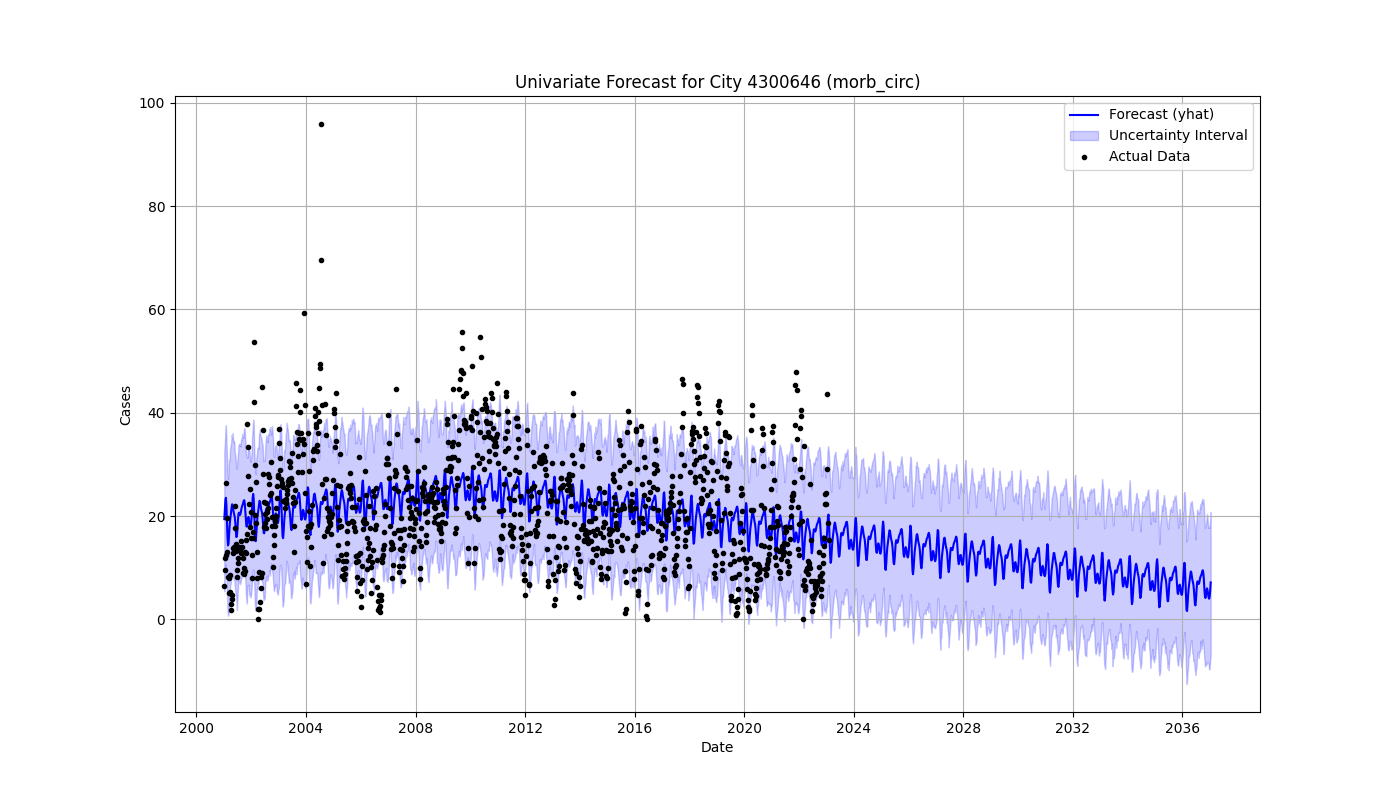 Univariate Forecast for City 4300646 (morb_circ)
Forecast (yhat)
Uncertainty Interval
Actual Data
Cases
100
80
60
40
20
0
2000 2004 2008 2012 2016 2020 2024 2028 2032 2036
Date